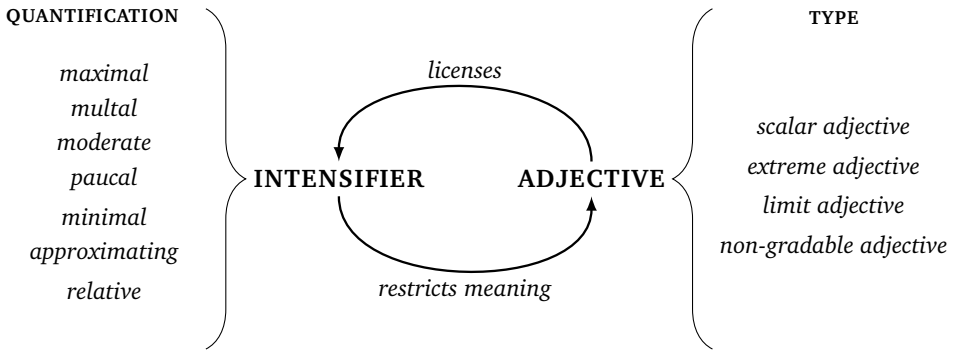 QUANTIFICATION
maximal
multal
moderate
paucal
minimal
approximating
relative
licenses
INTENSIFIER
ADJECTIVE
restricts meaning
TYPE
scalar adjective
extreme adjective
limit adjective
non-gradable adjective